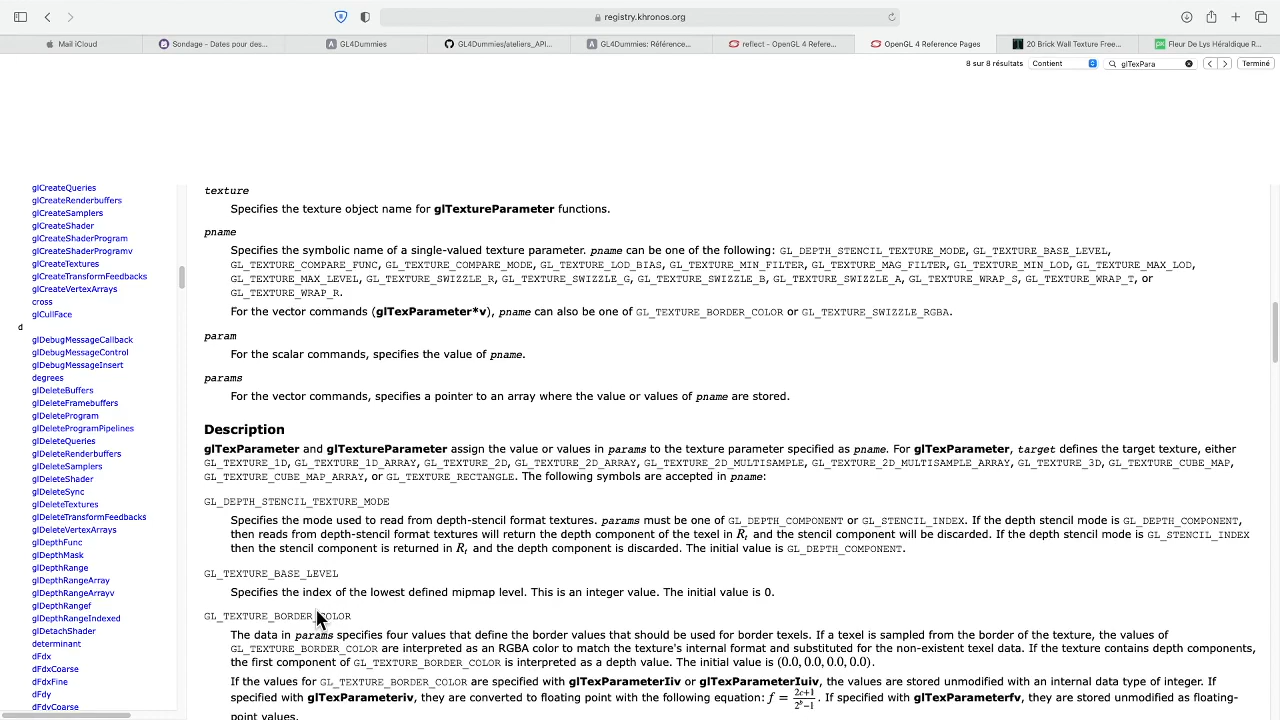 registry.khronos.org
Mail iCloud
Sondage - Dates pour des...
GL4Dummies
GL4Dummies/ateliers_API...
GL4Dummies: Référence...
reflect - OpenGL 4 Refere...
OpenGL 4 Reference Pages
20 Brick Wall Texture Free...
Fleur De Lys Héraldique R...
8 sur 8 résultats
Contient
glTexPara
Terminé
glCreateQueries
glCreateRenderbuffers
glCreateSamplers
glCreateShader
glCreateShaderProgram
glCreateShaderProgramv
glCreateTextures
glCreateTransformFeedbacks
glCreateVertexArrays
cross
glCullFace
d
glDebugMessageCallback
glDebugMessageControl
glDebugMessageInsert
degrees
glDeleteBuffers
glDeleteFramebuffers
glDeleteProgram
glDeleteProgramPipelines
glDeleteQueries
glDeleteRenderbuffers
glDeleteSamplers
glDeleteShader
glDeleteSync
glDeleteTextures
glDeleteTransformFeedbacks
glDeleteVertexArrays
glDepthFunc
glDepthMask
glDepthRange
glDepthRangeArray
glDepthRangeArrayv
glDepthRangef
glDepthRangeIndexed
glDetachShader
determinant
dFdx
dFdxCoarse
dFdxFine
dFdy
dFdyCoarse
texture
Specifies the texture object name for glTextureParameter functions.
pname
Specifies the symbolic name of a single-valued texture parameter. pname can be one of the following: GL_DEPTH_STENCIL_TEXTURE_MODE, GL_TEXTURE_BASE_LEVEL,
GL_TEXTURE_COMPARE_FUNC, GL_TEXTURE_COMPARE_MODE, GL_TEXTURE_LOD_BIAS, GL_TEXTURE_MIN_FILTER, GL_TEXTURE_MAG_FILTER, GL_TEXTURE_MIN_LOD, GL_TEXTURE_MAX_LOD,
GL_TEXTURE_MAX_LEVEL, GL_TEXTURE_SWIZZLE_R, GL_TEXTURE_SWIZZLE_G, GL_TEXTURE_SWIZZLE_B, GL_TEXTURE_SWIZZLE_A, GL_TEXTURE_WRAP_S, GL_TEXTURE_WRAP_T, or
GL_TEXTURE_WRAP_R.
For the vector commands (glTexParameter*v), pname can also be one of GL_TEXTURE_BORDER_COLOR or GL_TEXTURE_SWIZZLE_RGBA.
param
For the scalar commands, specifies the value of pname.
params
For the vector commands, specifies a pointer to an array where the value or values of pname are stored.
Description
glTexParameter and glTextureParameter assign the value or values in params to the texture parameter specified as pname. For glTexParameter, target defines the target texture, either
GL_TEXTURE_1D, GL_TEXTURE_1D_ARRAY, GL_TEXTURE_2D, GL_TEXTURE_2D_ARRAY, GL_TEXTURE_2D_MULTISAMPLE, GL_TEXTURE_2D_MULTISAMPLE_ARRAY, GL_TEXTURE_3D, GL_TEXTURE_CUBE_MAP,
GL_TEXTURE_CUBE_MAP_ARRAY, or GL_TEXTURE_RECTANGLE. The following symbols are accepted in pname:
GL_DEPTH_STENCIL_TEXTURE_MODE
Specifies the mode used to read from depth-stencil format textures. params must be one of GL_DEPTH_COMPONENT or GL_STENCIL_INDEX. If the depth stencil mode is GL_DEPTH_COMPONENT,
then reads from depth-stencil format textures will return the depth component of the texel in Rt and the stencil component will be discarded. If the depth stencil mode is GL_STENCIL_INDEX
then the stencil component is returned in Rt and the depth component is discarded. The initial value is GL_DEPTH_COMPONENT.
GL_TEXTURE_BASE_LEVEL
Specifies the index of the lowest defined mipmap level. This is an integer value. The initial value is 0.
GL_TEXTURE_BORDER_COLOR
The data in params specifies four values that define the border values that should be used for border texels. If a texel is sampled from the border of the texture, the values of
GL_TEXTURE_BORDER_COLOR are interpreted as an RGBA color to match the texture's internal format and substituted for the non-existent texel data. If the texture contains depth components,
the first component of GL_TEXTURE_BORDER_COLOR is interpreted as a depth value. The initial value is (0.0, 0.0, 0.0, 0.0).
If the values for GL_TEXTURE_BORDER_COLOR are specified with glTexParameterIiv or glTexParameterIuiv, the values are stored unmodified with an internal data type of integer. If
specified with glTexParameteriv, they are converted to floating point with the following equation: f = 2c+1/2^b−1. If specified with glTexParameterfv, they are stored unmodified as floating-
point values.